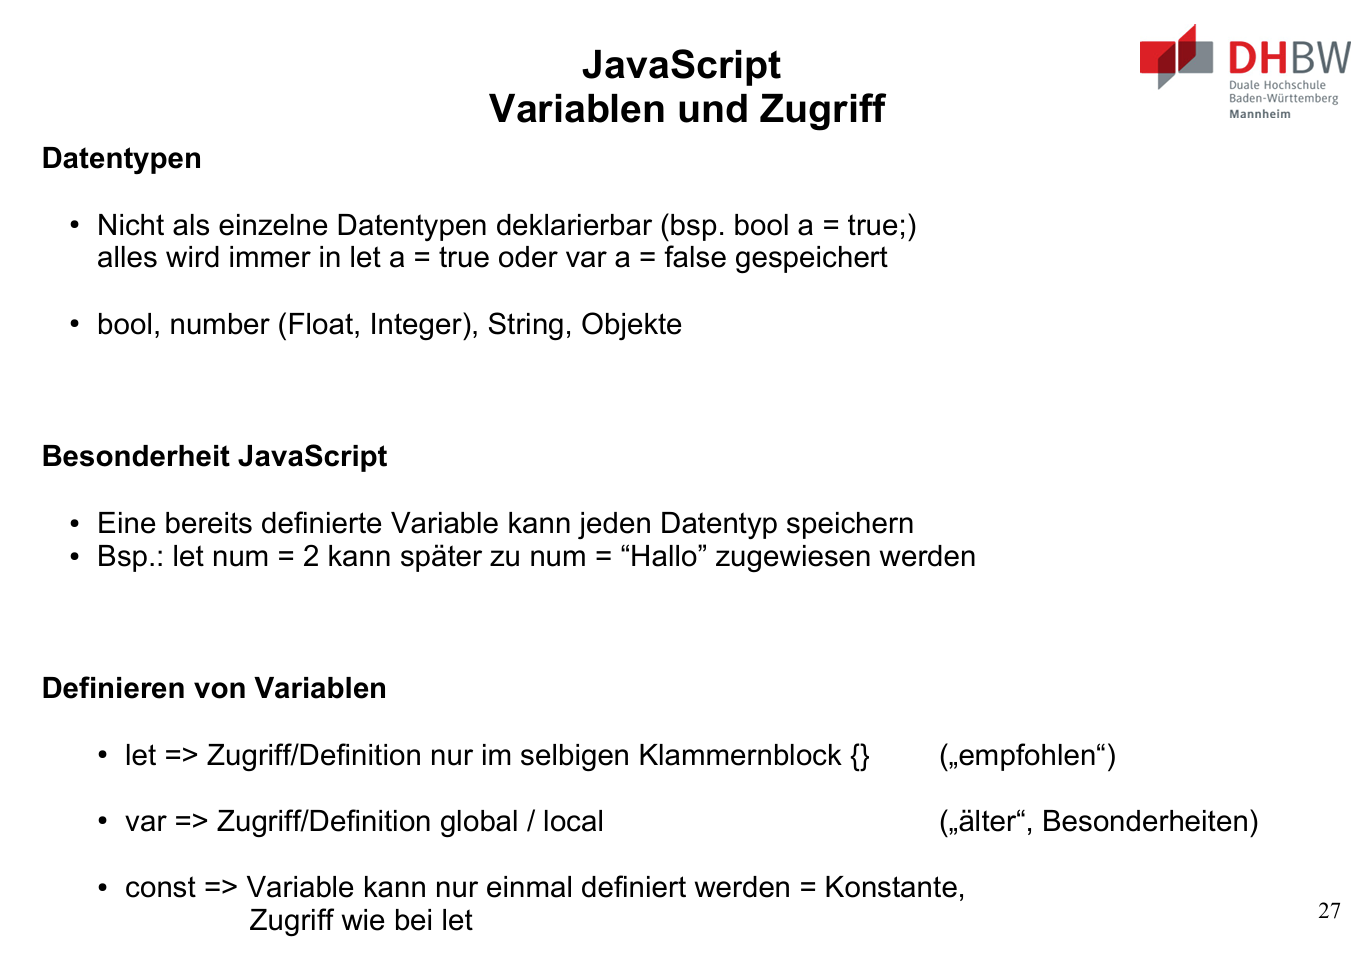 JavaScript
Variablen und Zugriff
DHBW
Duale Hochschule
Baden-Württemberg
Mannheim
Datentypen
• Nicht als einzelne Datentypen deklarierbar (bsp. bool a = true;)
alles wird immer in let a = true oder var a = false gespeichert
• bool, number (Float, Integer), String, Objekte
Besonderheit JavaScript
• Eine bereits definierte Variable kann jeden Datentyp speichern
• Bsp.: let num = 2 kann später zu num = “Hallo” zugewiesen werden
Definieren von Variablen
• let => Zugriff/Definition nur im selbigen Klammernblock {} („empfohlen“)
• var => Zugriff/Definition global / local („älter“, Besonderheiten)
• const => Variable kann nur einmal definiert werden = Konstante,
Zugriff wie bei let
27